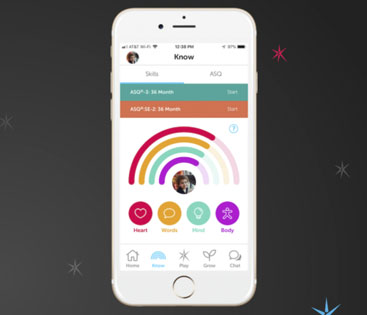 AT&T Wi-Fi 12:38 PM 97%
Know
Skills ASQ
ASQ®-3: 36 Month Start
ASQ®:SE-2: 36 Month Start
?
Heart Words Mind Body
Home Know Play Grow Chat